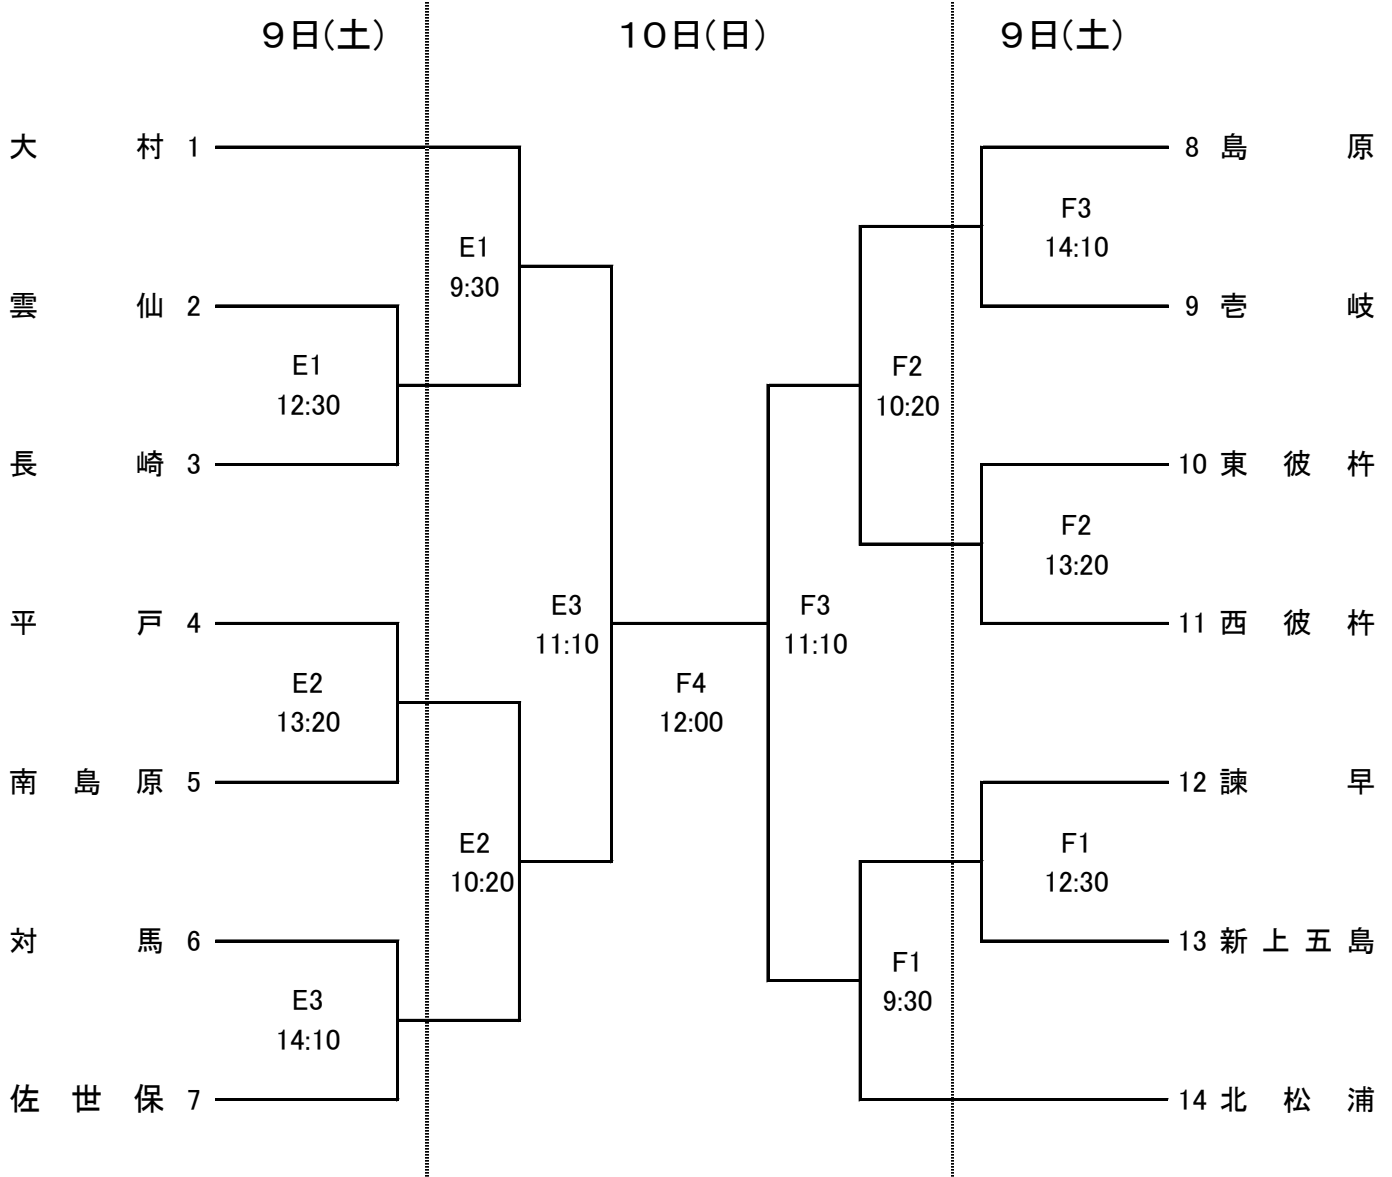 ９日(土) １０日(日) ９日(土)
大村 1 8 島原
F3
E1 14:10
9:30
雲仙 2 9 壱岐
E1 F2
12:30 10:20
長崎 3 10 東彼杵
F2
13:20
E3 F3
平戸 4 11 西彼杵
11:10 11:10
E2 F4
13:20 12:00
南島原 5 12 諫早
E2 F1
10:20 12:30
対馬 6 13 新上五島
F1
E3 9:30
14:10
佐世保 7 14 北松浦